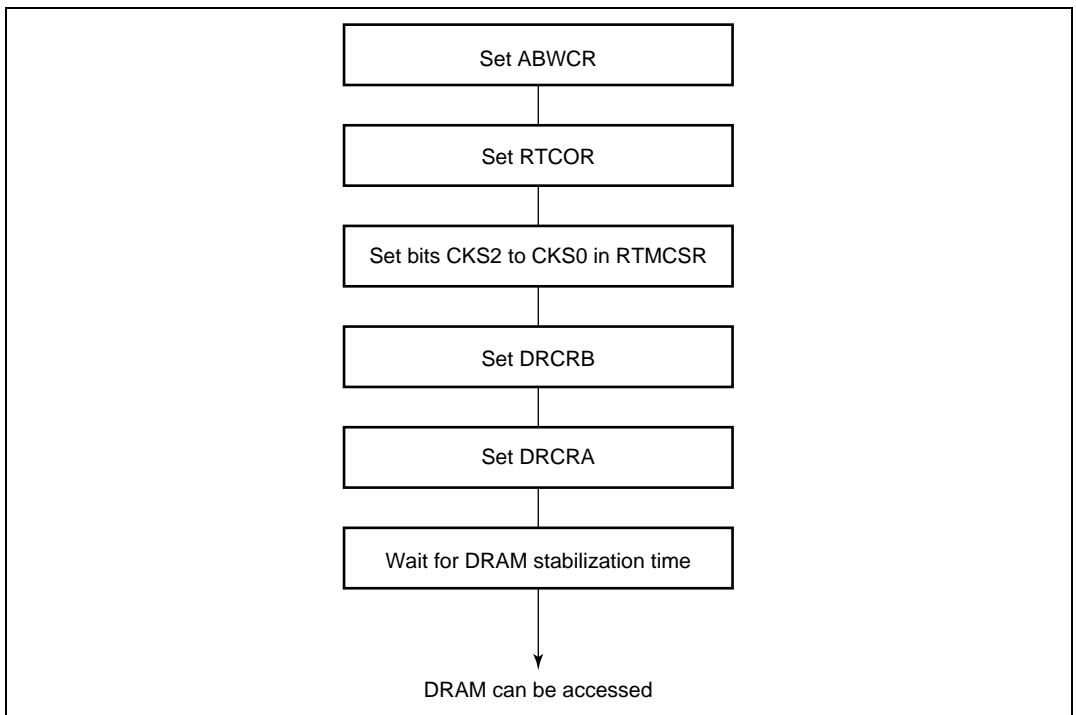 Set ABWCR
Set RTCOR
Set bits CKS2 to CKS0 in RTMCSR
Set DRCRB
Set DRCRA
Wait for DRAM stabilization time
DRAM can be accessed